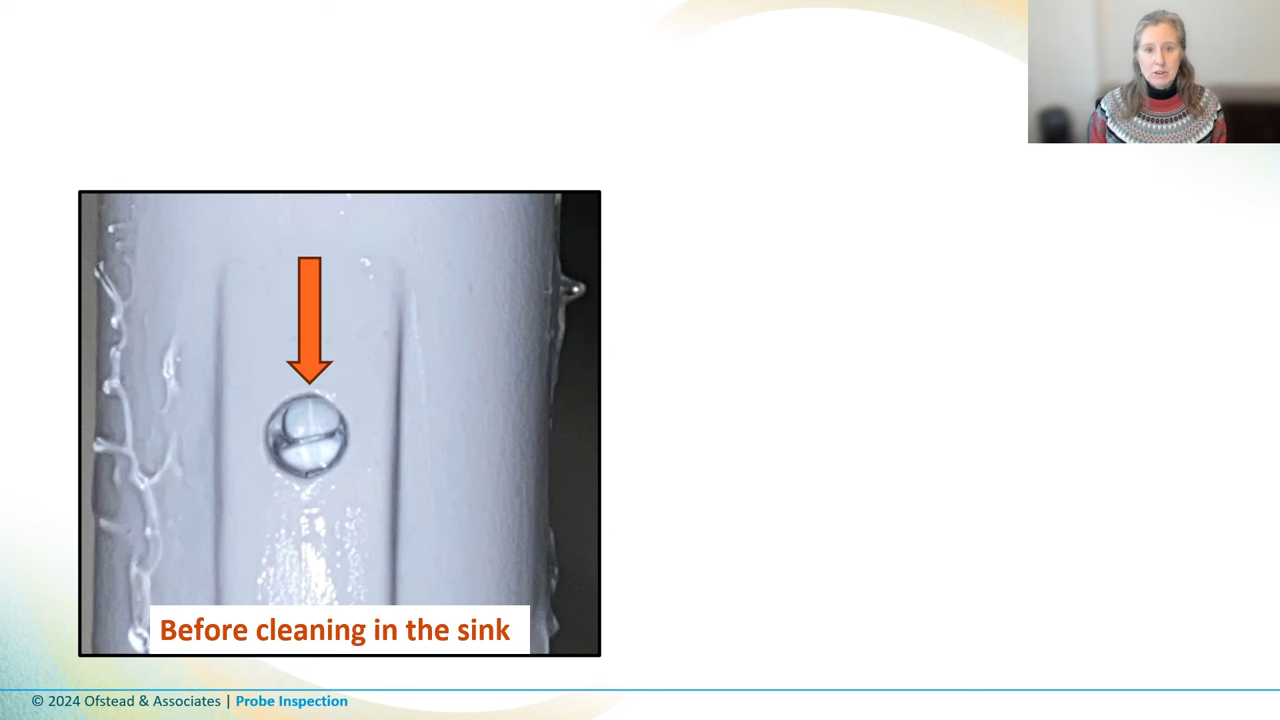 Before cleaning in the sink
© 2024 Ofstead & Associates | Probe Inspection